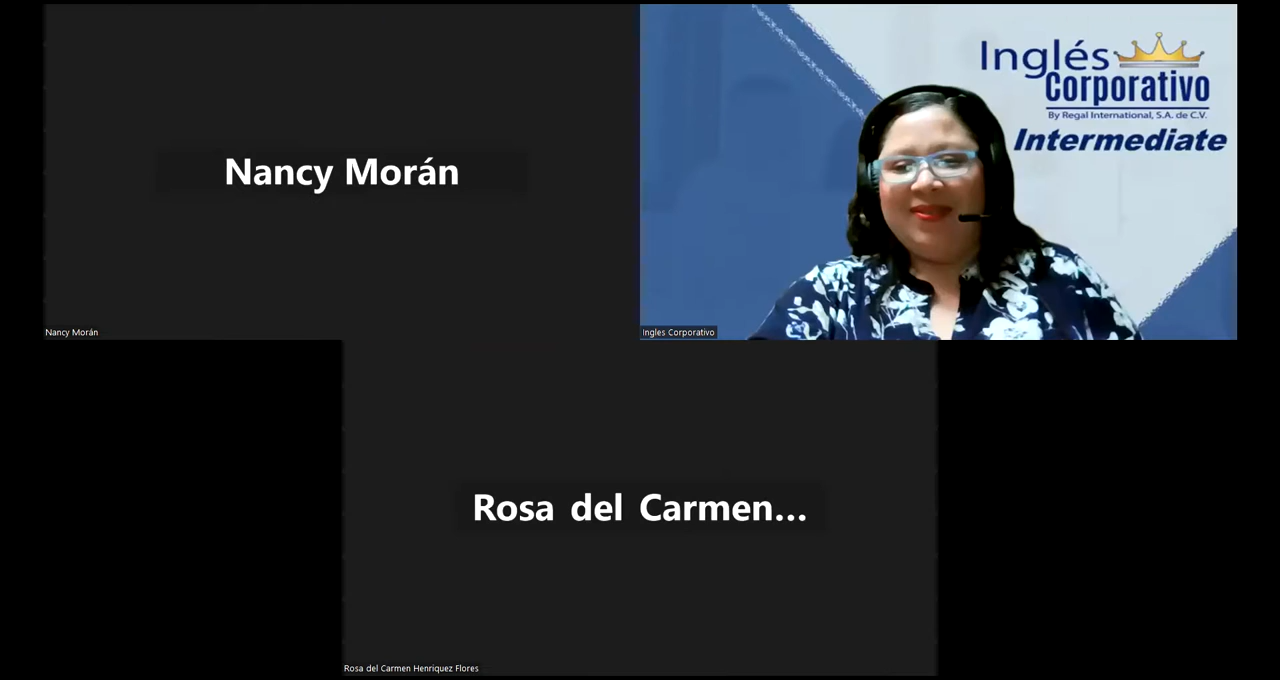 Nancy Morán
Nancy Morán
Inglés
Corporativo
By Regal International, S.A. de C.V.
Intermediate
Ingles Corporativo
Rosa del Carmen...
Rosa del Carmen Henriquez Flores